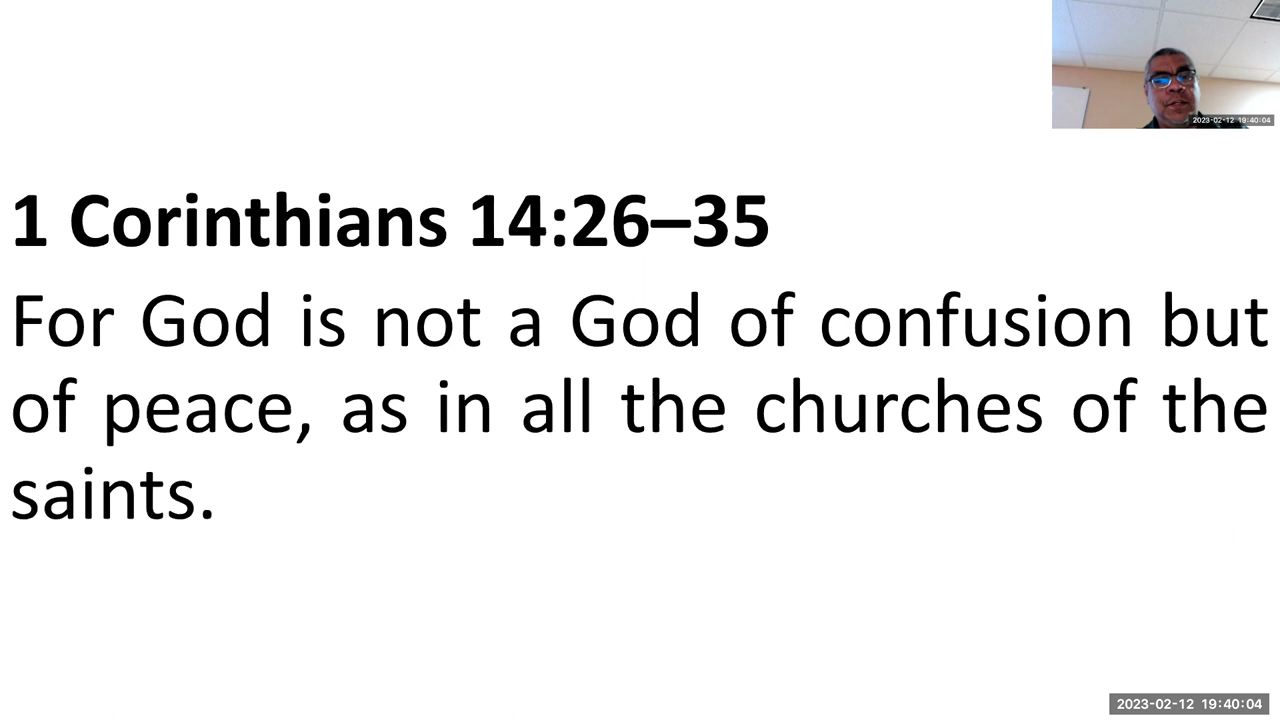 2023-02-12 19:40:04
1 Corinthians 14:26–35
For God is not a God of confusion but
of peace, as in all the churches of the
saints.
2023-02-12 19:40:04